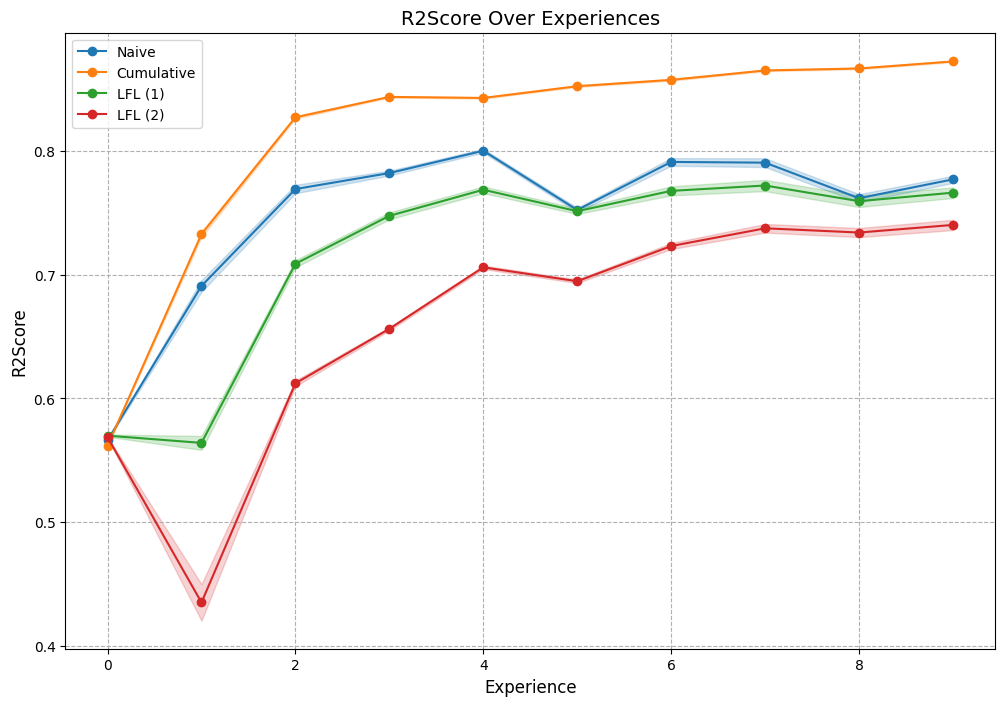 R2Score Over Experiences
Naive
Cumulative
LFL (1)
LFL (2)
R2Score
0.8
0.7
0.6
0.5
0.4
0 2 4 6 8
Experience